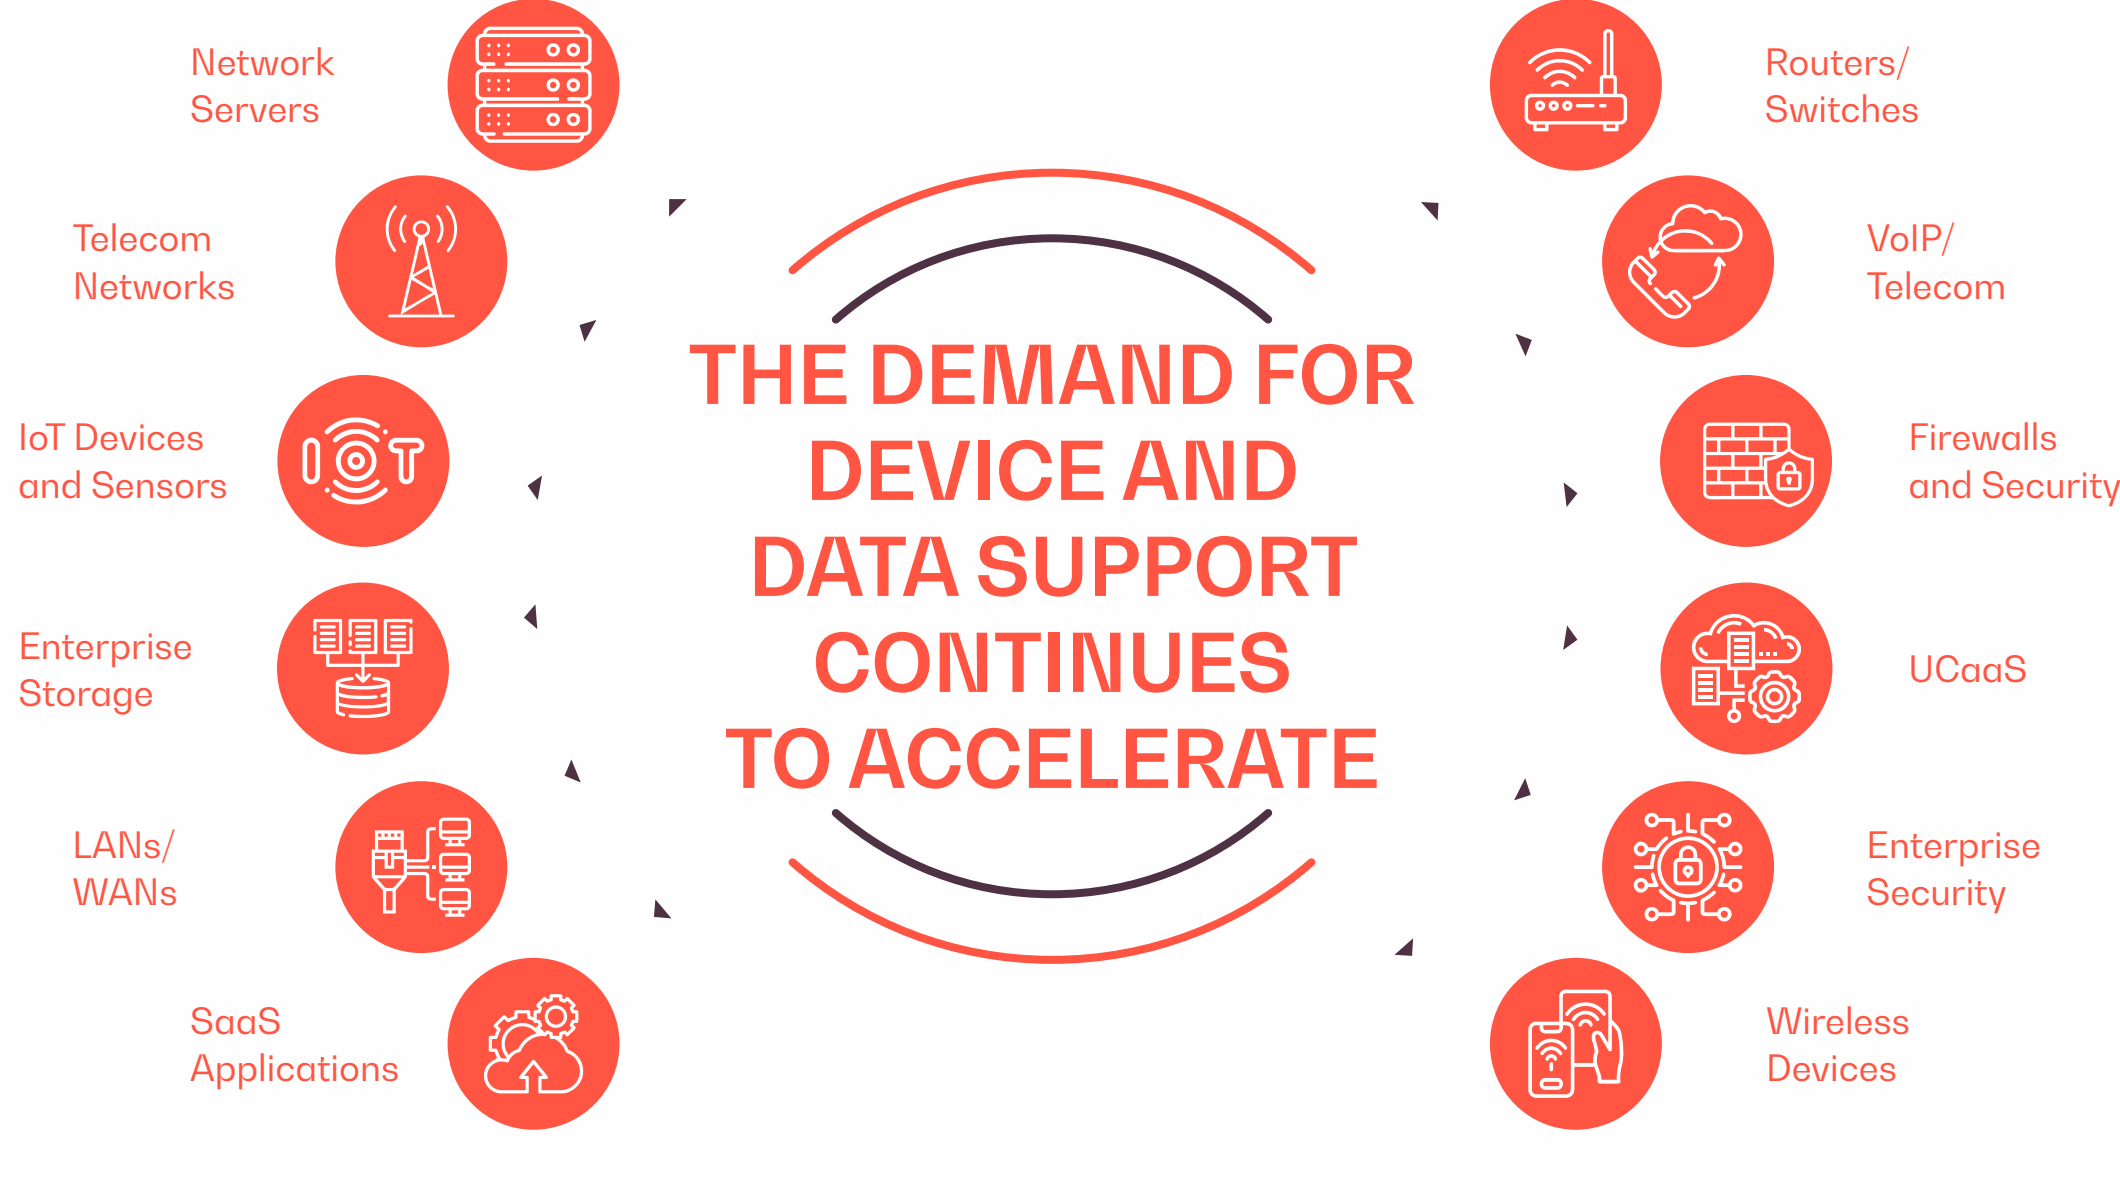 Network
Servers
Telecom
Networks
IoT Devices
and Sensors
Enterprise
Storage
LANs/
WANs
SaaS
Applications
IOT
THE DEMAND FOR
DEVICE AND
DATA SUPPORT
CONTINUES
TO ACCELERATE
Routers/
Switches
VoIP/
Telecom
Firewalls
and Security
UCaaS
Enterprise
Security
Wireless
Devices